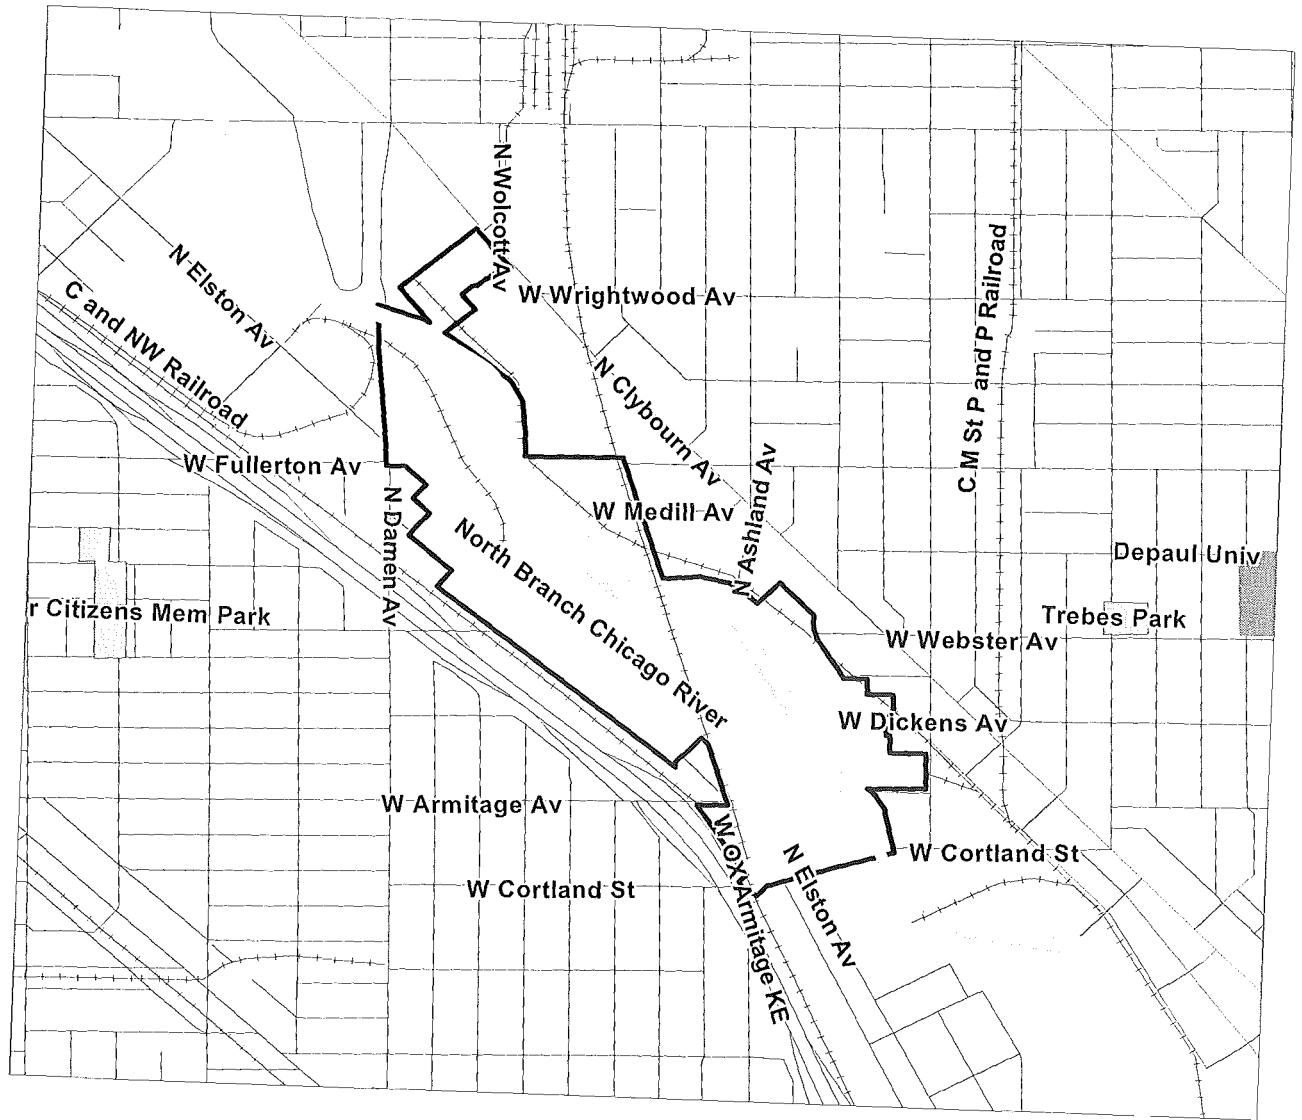 N Wolcott Av
N Elston Av
C and NW Railroad
W Wrightwood Av
C M St P and P Railroad
N Clybourn Av
W Fullerton Av
N Ashland Av
N Damen Av
W Medill Av
North Branch Chicago River
Depaul Univ
r Citizens Mem Park
Trebes Park
W Webster Av
W Dickens Av
W Armitage Av
W OX Armitage KE
N Elston Av
W Cortland St
W Cortland St